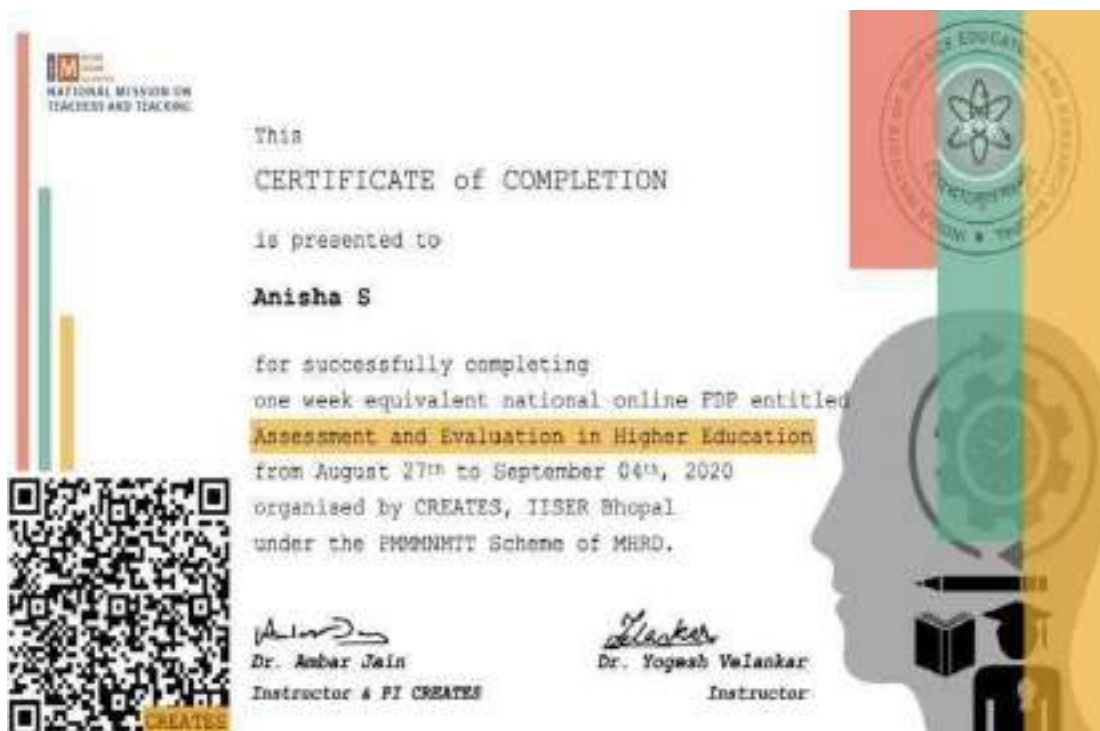 NATIONAL MISSION ON
TEACHERS AND TEACHING
This
CERTIFICATE of COMPLETION
is presented to
Anisha S
for successfully completing
one week equivalent national online FDP entitled
Assessment and Evaluation in Higher Education
from August 27th to September 04th, 2020
organised by CREATES, IISER Bhopal
under the PMMMNMTT Scheme of MHRD.
Dr. Ambar Jain
Instructor & PI CREATES
Dr. Yogesh Velankar
Instructor
CREATES